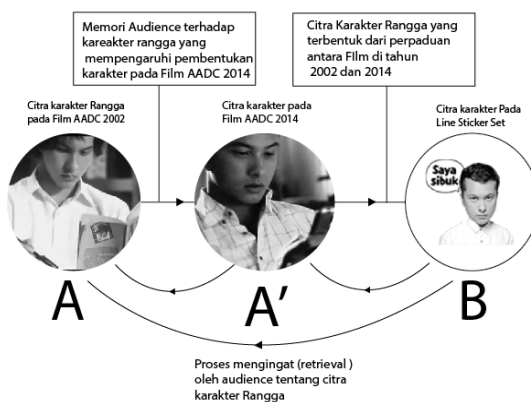 Memori Audience terhadap
kareakter rangga yang
mempengaruhi pembentukan
karakter pada Film AADC 2014
Citra Karakter Rangga yang
terbentuk dari perpaduan
antara FIlm di tahun
2002 dan 2014
Citra karakter Rangga
pada Film AADC 2002
Citra karakter pada
Film AADC 2014
Citra karakter Pada
Line Sticker Set
Saya
sibuk
A
A'
B
Proses mengingat (retrieval )
oleh audience tentang citra
karakter Rangga